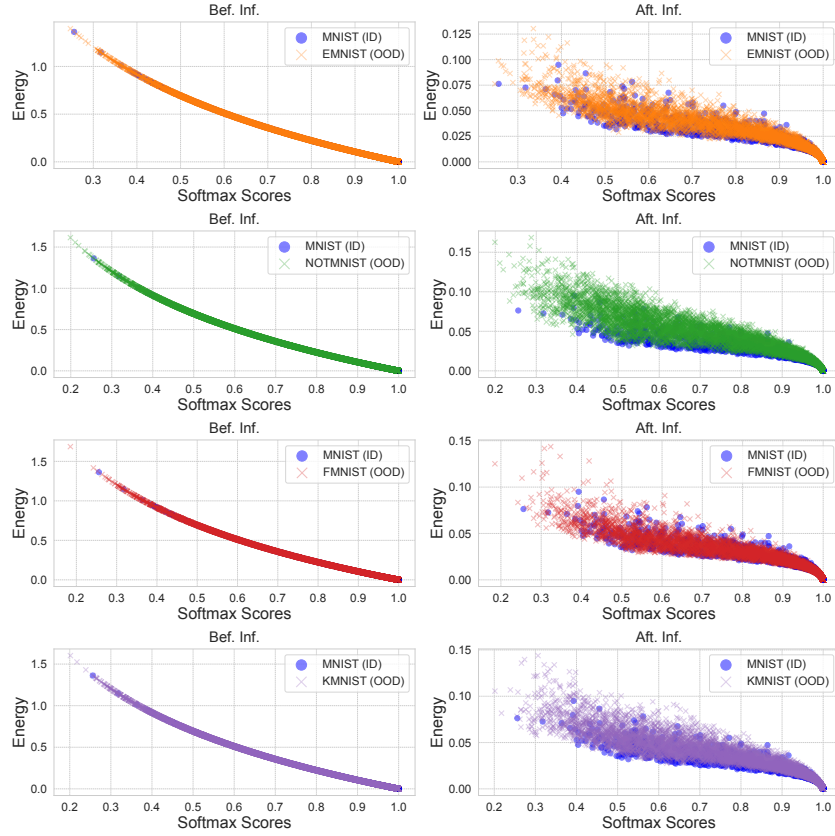 Bef. Inf.
Energy
1.0
0.5
0.0
MNIST (ID)
EMNIST (OOD)
0.3 0.4 0.5 0.6 0.7 0.8 0.9 1.0
Softmax Scores
Aft. Inf.
Energy
0.125
0.100
0.075
0.050
0.025
0.000
MNIST (ID)
EMNIST (OOD)
0.3 0.4 0.5 0.6 0.7 0.8 0.9 1.0
Softmax Scores
Bef. Inf.
Energy
1.5
1.0
0.5
0.0
MNIST (ID)
NOTMNIST (OOD)
0.2 0.3 0.4 0.5 0.6 0.7 0.8 0.9 1.0
Softmax Scores
Aft. Inf.
Energy
0.15
0.10
0.05
0.00
MNIST (ID)
NOTMNIST (OOD)
0.2 0.3 0.4 0.5 0.6 0.7 0.8 0.9 1.0
Softmax Scores
Bef. Inf.
Energy
1.5
1.0
0.5
0.0
MNIST (ID)
FMNIST (OOD)
0.2 0.3 0.4 0.5 0.6 0.7 0.8 0.9 1.0
Softmax Scores
Aft. Inf.
Energy
0.15
0.10
0.05
0.00
MNIST (ID)
FMNIST (OOD)
0.2 0.3 0.4 0.5 0.6 0.7 0.8 0.9 1.0
Softmax Scores
Bef. Inf.
Energy
1.5
1.0
0.5
0.0
MNIST (ID)
KMNIST (OOD)
0.2 0.3 0.4 0.5 0.6 0.7 0.8 0.9 1.0
Softmax Scores
Aft. Inf.
Energy
0.15
0.10
0.05
0.00
MNIST (ID)
KMNIST (OOD)
0.2 0.3 0.4 0.5 0.6 0.7 0.8 0.9 1.0
Softmax Scores